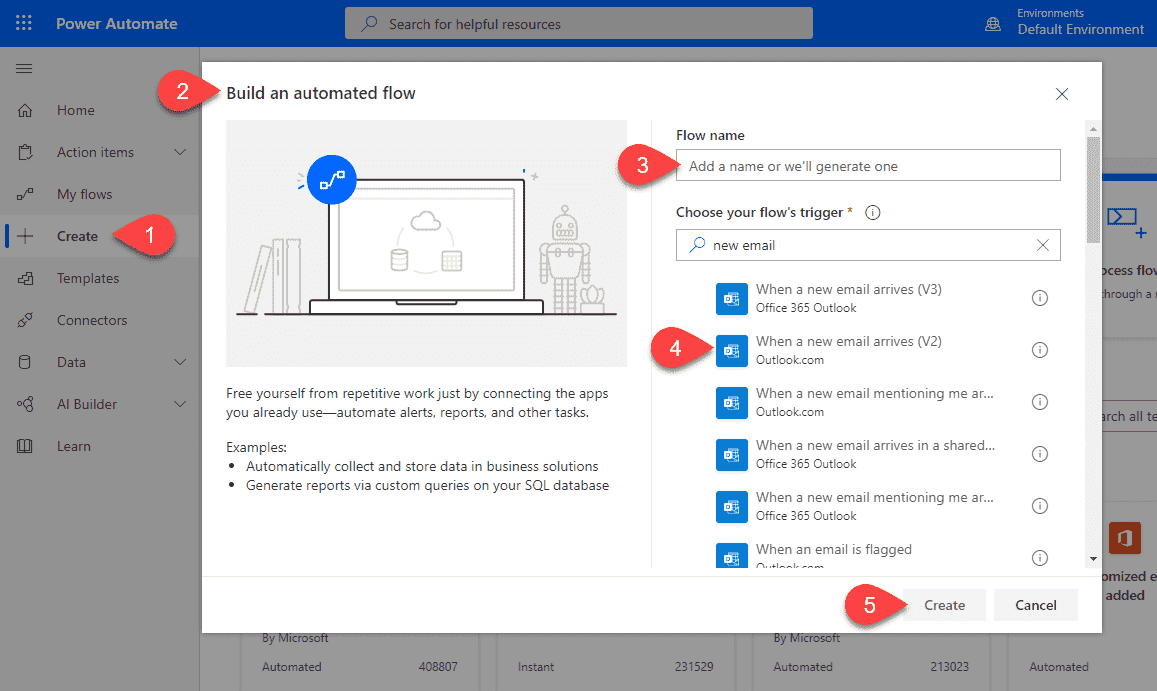 Power Automate
Search for helpful resources
Environments
Default Environment
Home
Action items
My flows
Create
Templates
Connectors
Data
AI Builder
Learn
1
2
Build an automated flow
Free yourself from repetitive work just by connecting the apps
you already use—automate alerts, reports, and other tasks.
Examples:
• Automatically collect and store data in business solutions
• Generate reports via custom queries on your SQL database
Flow name
3
Add a name or we'll generate one
Choose your flow's trigger *
new email
When a new email arrives (V3)
Office 365 Outlook
4
When a new email arrives (V2)
Outlook.com
When a new email mentioning me ar...
Outlook.com
When a new email arrives in a shared...
Office 365 Outlook
When a new email mentioning me ar...
Office 365 Outlook
When an email is flagged
Outlook.com
5
Create
Cancel
ocess flow
through a
arch all te
omized e
added
By Microsoft
Automated
408807
Instant
231529
By Microsoft
Automated
213023
Automated